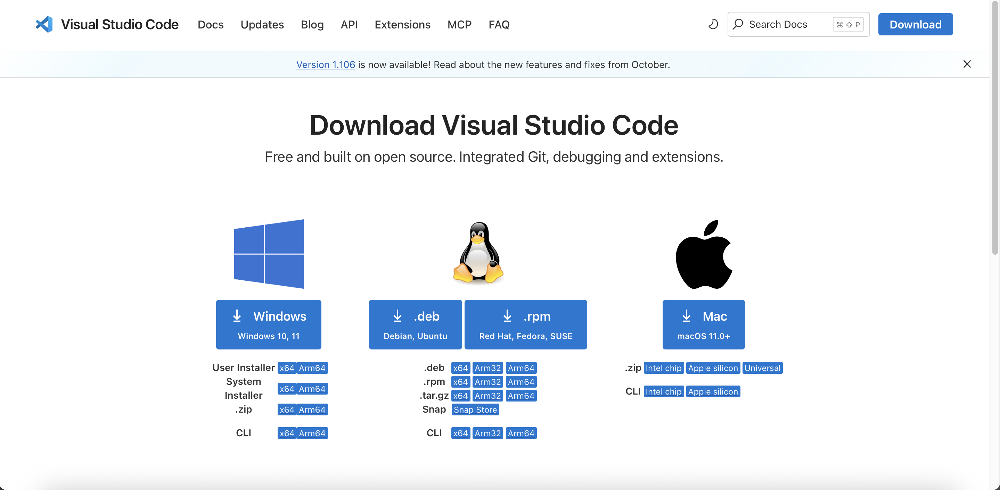 Visual Studio Code Docs Updates Blog API Extensions MCP FAQ Search Docs ⌘ ⇧ P Download
Version 1.106 is now available! Read about the new features and fixes from October.
Download Visual Studio Code
Free and built on open source. Integrated Git, debugging and extensions.
Windows
Windows 10, 11
User Installer x64 Arm64
System Installer x64 Arm64
.zip x64 Arm64
CLI x64 Arm64
.deb
Debian, Ubuntu
.rpm
Red Hat, Fedora, SUSE
.deb x64 Arm32 Arm64
.rpm x64 Arm32 Arm64
.tar.gz x64 Arm32 Arm64
Snap Snap Store
CLI x64 Arm32 Arm64
Mac
macOS 11.0+
.zip Intel chip Apple silicon Universal
CLI Intel chip Apple silicon